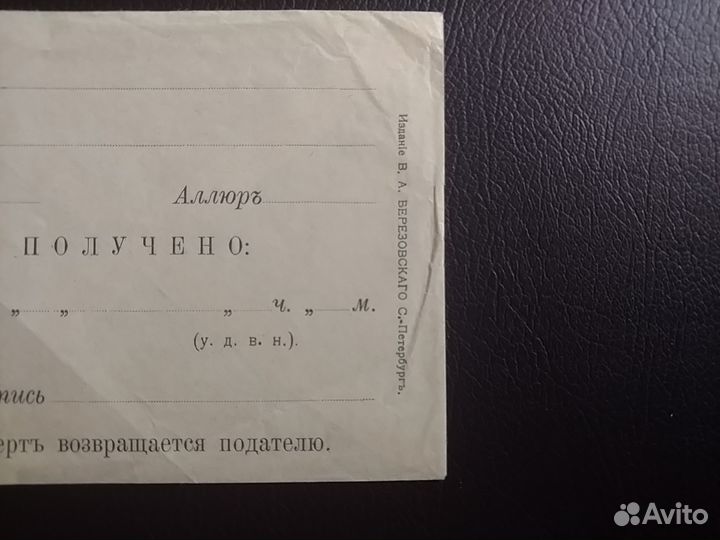 Аллюръ
ПОЛУЧЕНО:
„ „ „ ч. „ м.
(у. д. в. н.).
пись
ертъ возвращается подателю.
Изданіе В. А. БЕРЕЗОВСКАГО С.-Петербургъ.
Avito